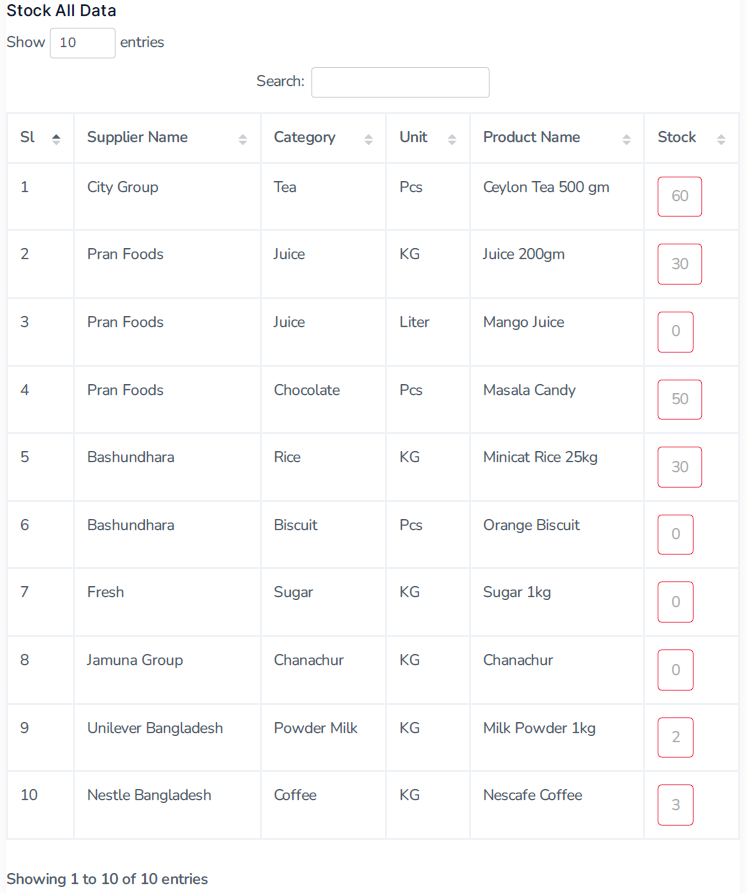 Stock All Data
Show 10 entries
Search:
Sl Supplier Name Category Unit Product Name Stock
1 City Group Tea Pcs Ceylon Tea 500 gm 60
2 Pran Foods Juice KG Juice 200gm 30
3 Pran Foods Juice Liter Mango Juice 0
4 Pran Foods Chocolate Pcs Masala Candy 50
5 Bashundhara Rice KG Minicat Rice 25kg 30
6 Bashundhara Biscuit Pcs Orange Biscuit 0
7 Fresh Sugar KG Sugar 1kg 0
8 Jamuna Group Chanachur KG Chanachur 0
9 Unilever Bangladesh Powder Milk KG Milk Powder 1kg 2
10 Nestle Bangladesh Coffee KG Nescafe Coffee 3
Showing 1 to 10 of 10 entries